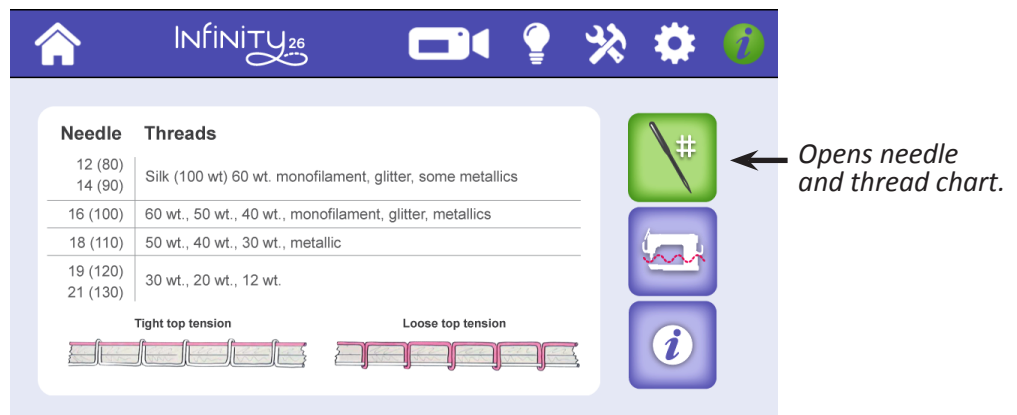 INFINITY 26
Needle Threads
12 (80)
14 (90)
Silk (100 wt) 60 wt. monofilament, glitter, some metallics
16 (100) 60 wt., 50 wt., 40 wt., monofilament, glitter, metallics
18 (110) 50 wt., 40 wt., 30 wt., metallic
19 (120)
21 (130)
30 wt., 20 wt., 12 wt.
Tight top tension Loose top tension
#
i
i
Opens needle
and thread chart.